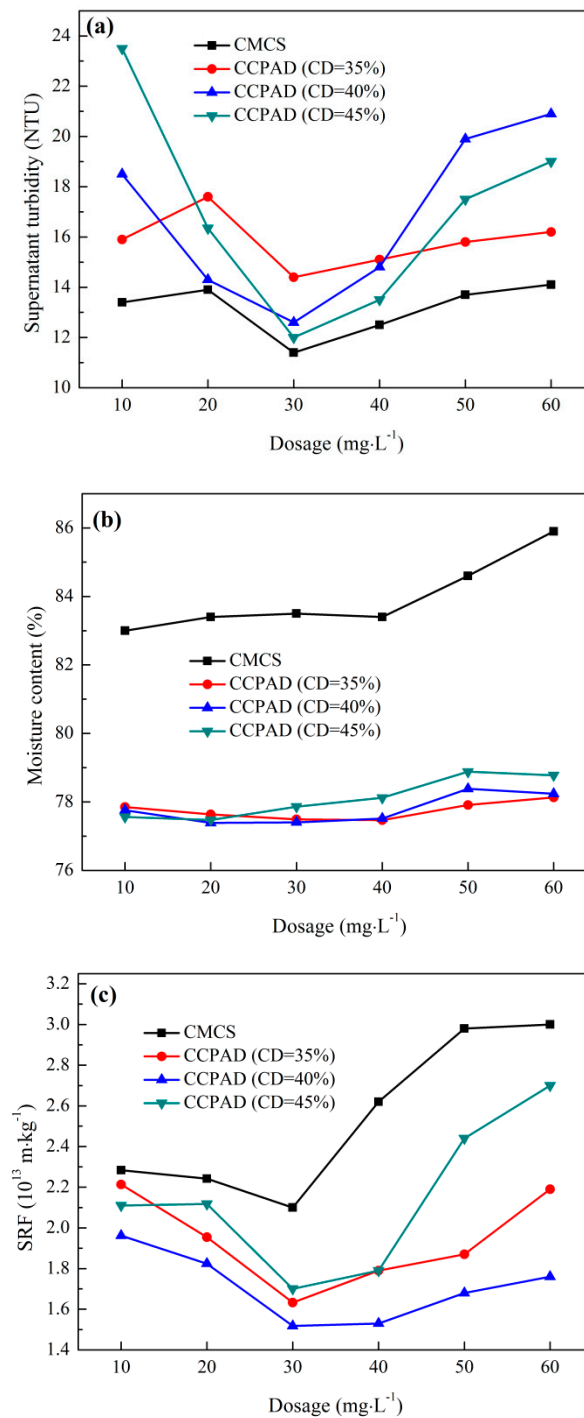 (a)
CMCS
CCPAD (CD=35%)
CCPAD (CD=40%)
CCPAD (CD=45%)
24
22
20
18
16
14
12
10
Supernatant turbidity (NTU)
10 20 30 40 50 60
Dosage (mg·L⁻¹)
(b)
86
84
82
80
78
76
Moisture content (%)
CMCS
CCPAD (CD=35%)
CCPAD (CD=40%)
CCPAD (CD=45%)
10 20 30 40 50 60
Dosage (mg·L⁻¹)
(c)
3.2
3.0
2.8
2.6
2.4
2.2
2.0
1.8
1.6
1.4
SRF (10¹³ m·kg⁻¹)
CMCS
CCPAD (CD=35%)
CCPAD (CD=40%)
CCPAD (CD=45%)
10 20 30 40 50 60
Dosage (mg·L⁻¹)